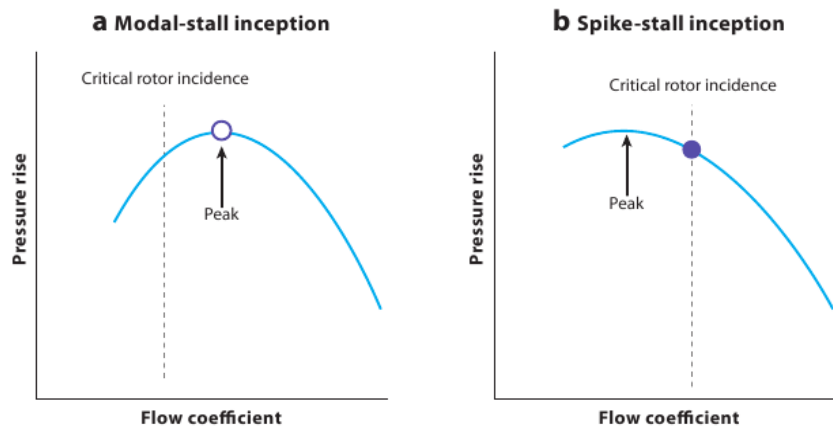 a Modal-stall inception
Critical rotor incidence
Peak
Pressure rise
Flow coefficient
b Spike-stall inception
Critical rotor incidence
Peak
Pressure rise
Flow coefficient